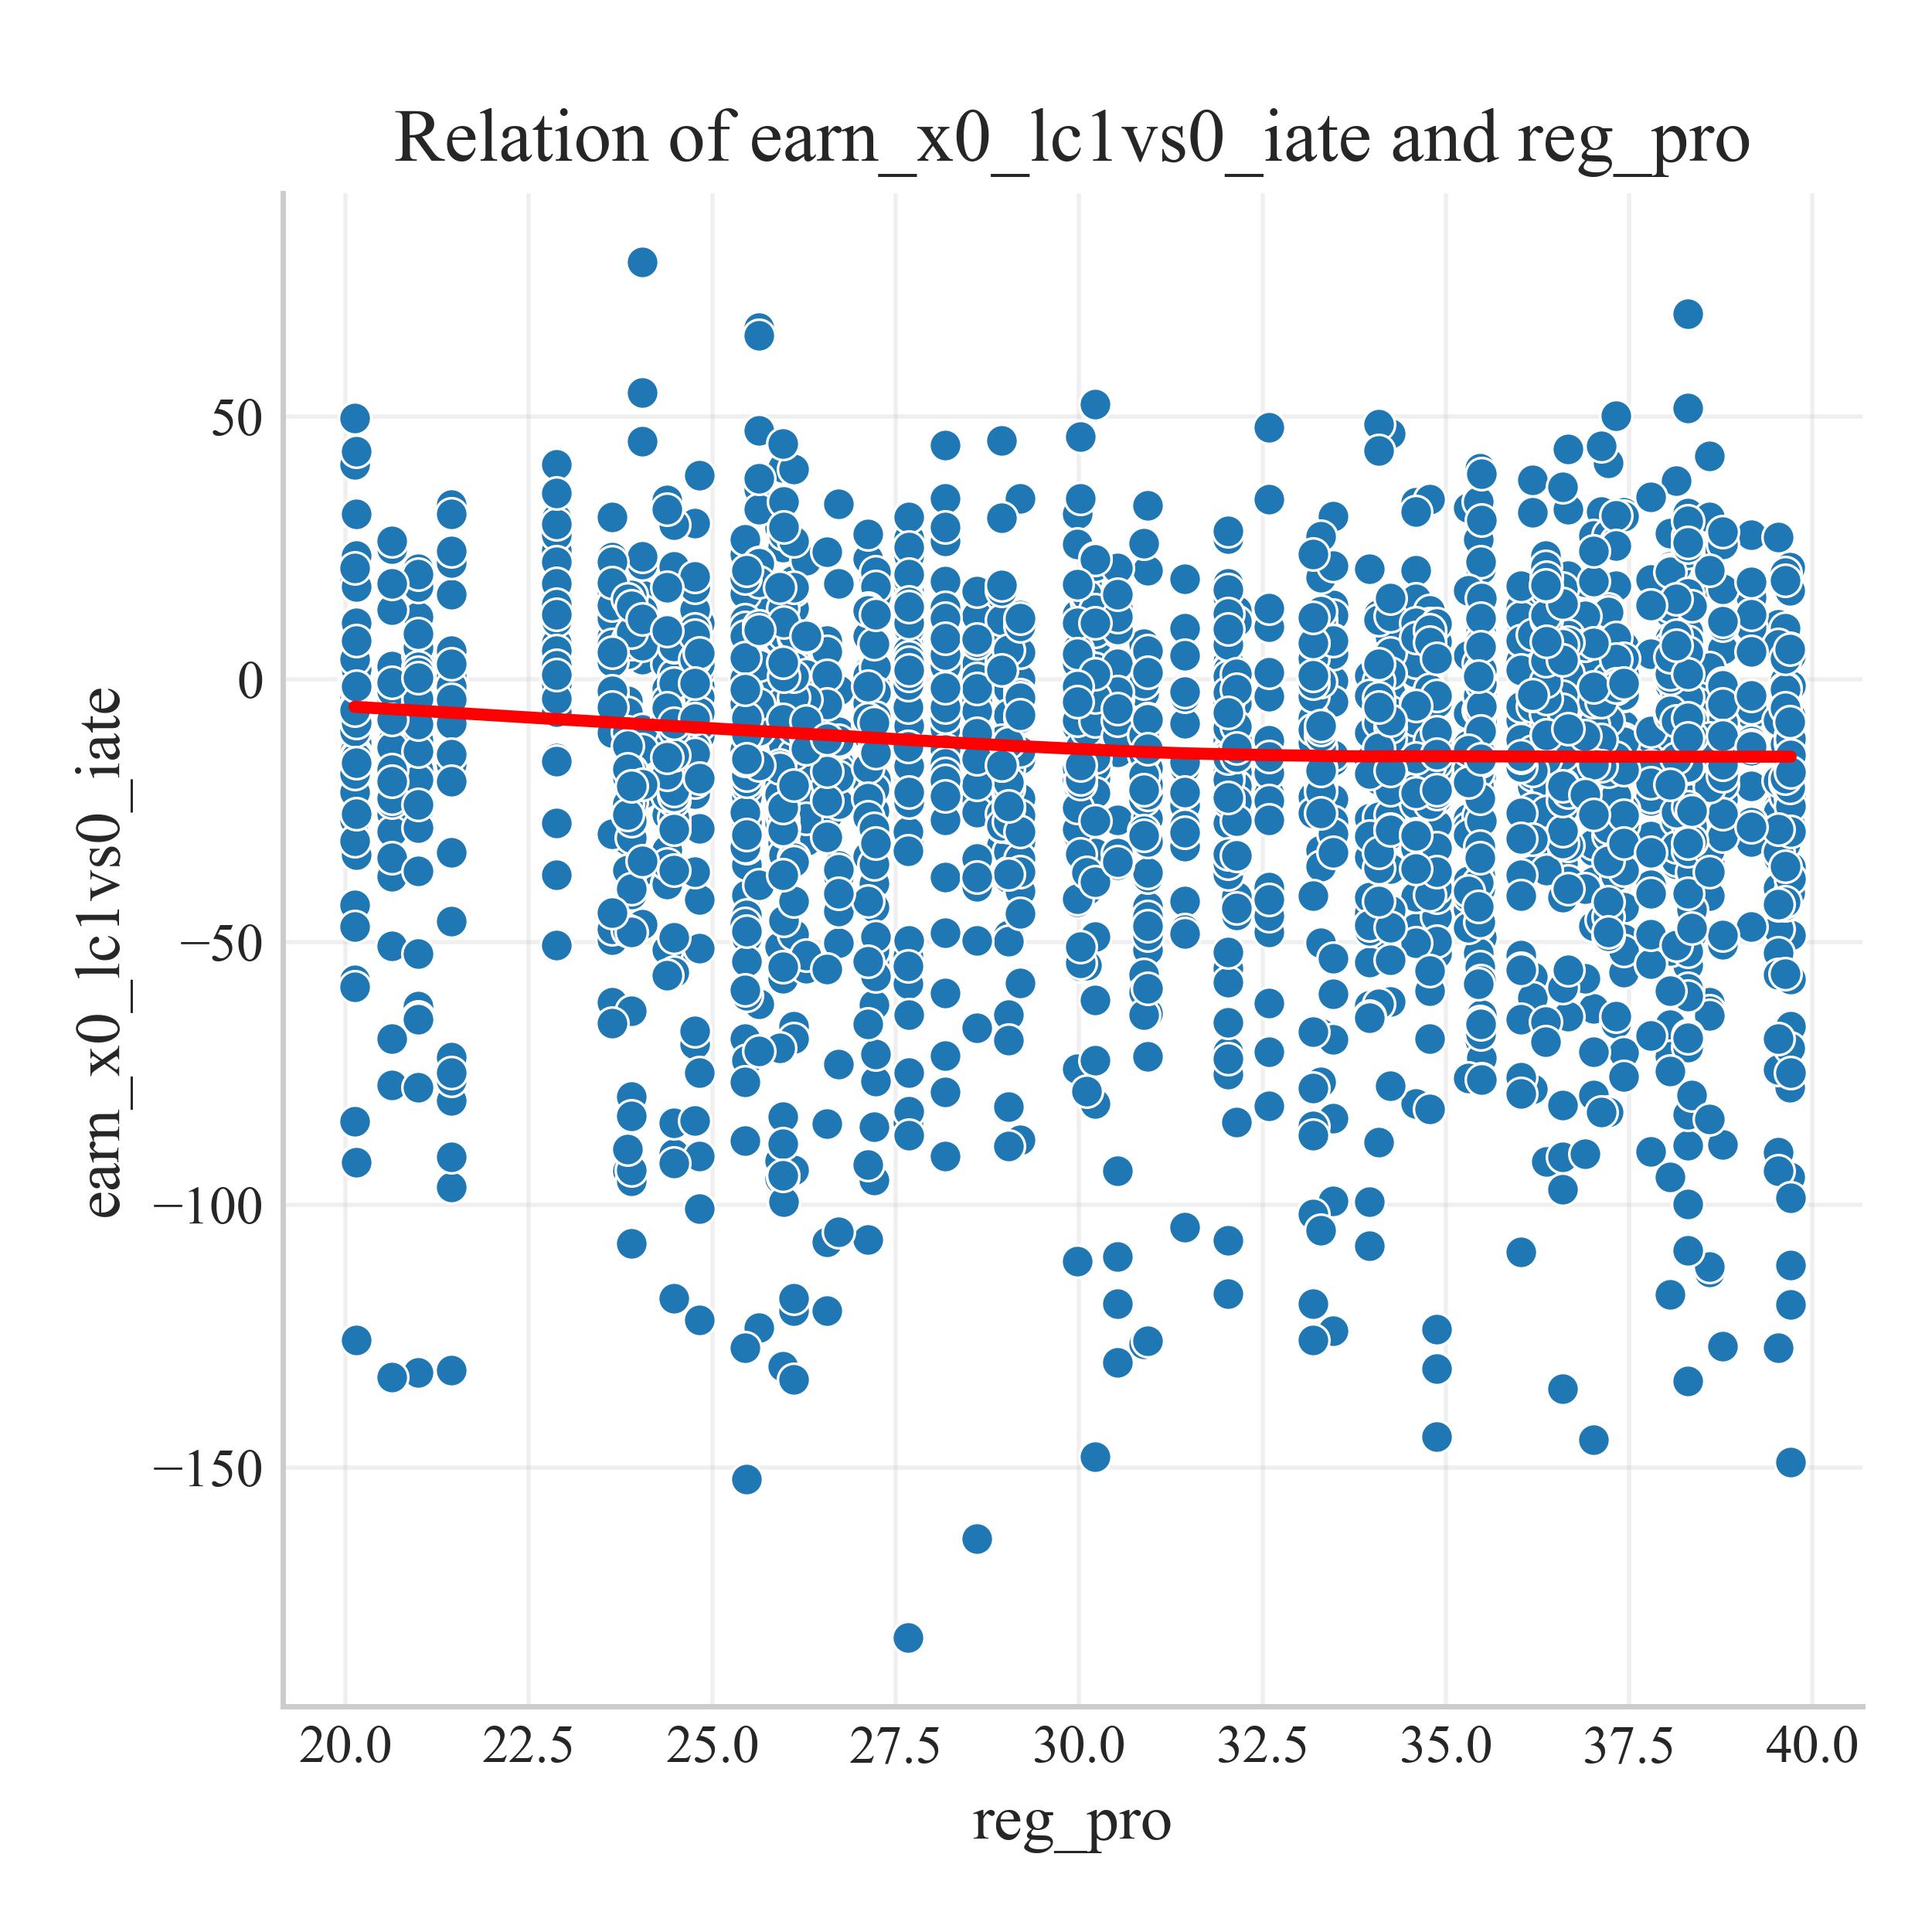 Relation of earn_x0_lc1vs0_iate and reg_pro
earn_x0_lc1vs0_iate
50
0
−50
−100
−150
20.0 22.5 25.0 27.5 30.0 32.5 35.0 37.5 40.0
reg_pro